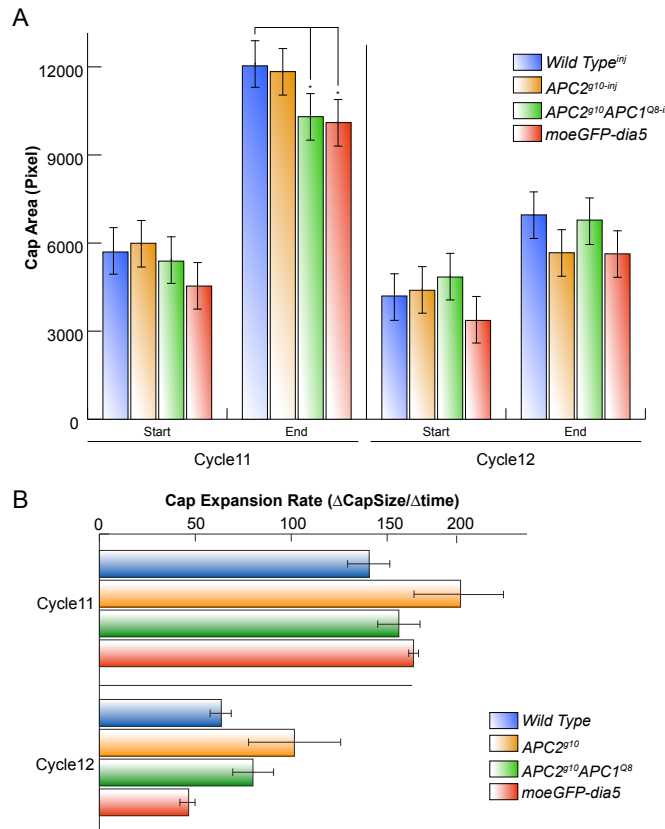 A
12000
9000
6000
3000
0
Cap Area (Pixel)
* *
Wild Type^inj
APC2^g10-inj
APC2^g10APC1^Q8-i
moeGFP-dia5
Start End Start End
Cycle11 Cycle12
B
Cap Expansion Rate (ΔCapSize/Δtime)
0 50 100 150 200
Cycle11
Cycle12
Wild Type
APC2^g10
APC2^g10APC1^Q8
moeGFP-dia5